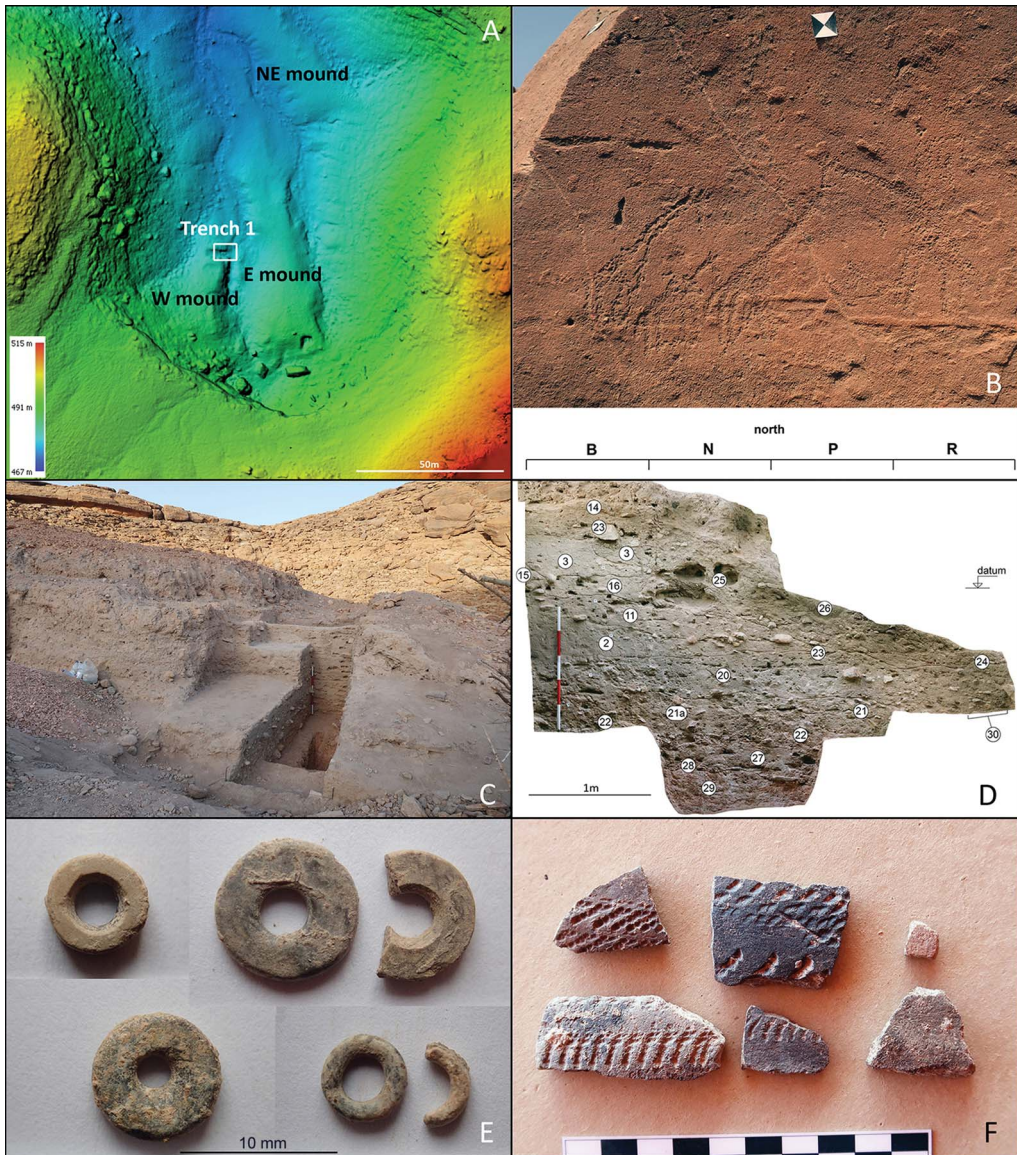 A
NE mound
Trench 1
E mound
W mound
515 m
491 m
467 m
50m
B
north
B N P R
C
14
23
3
3
15
16
25
datum
11
26
2
23
24
20
21a
21
22
22
30
28
27
29
1m
D
10 mm
E
F